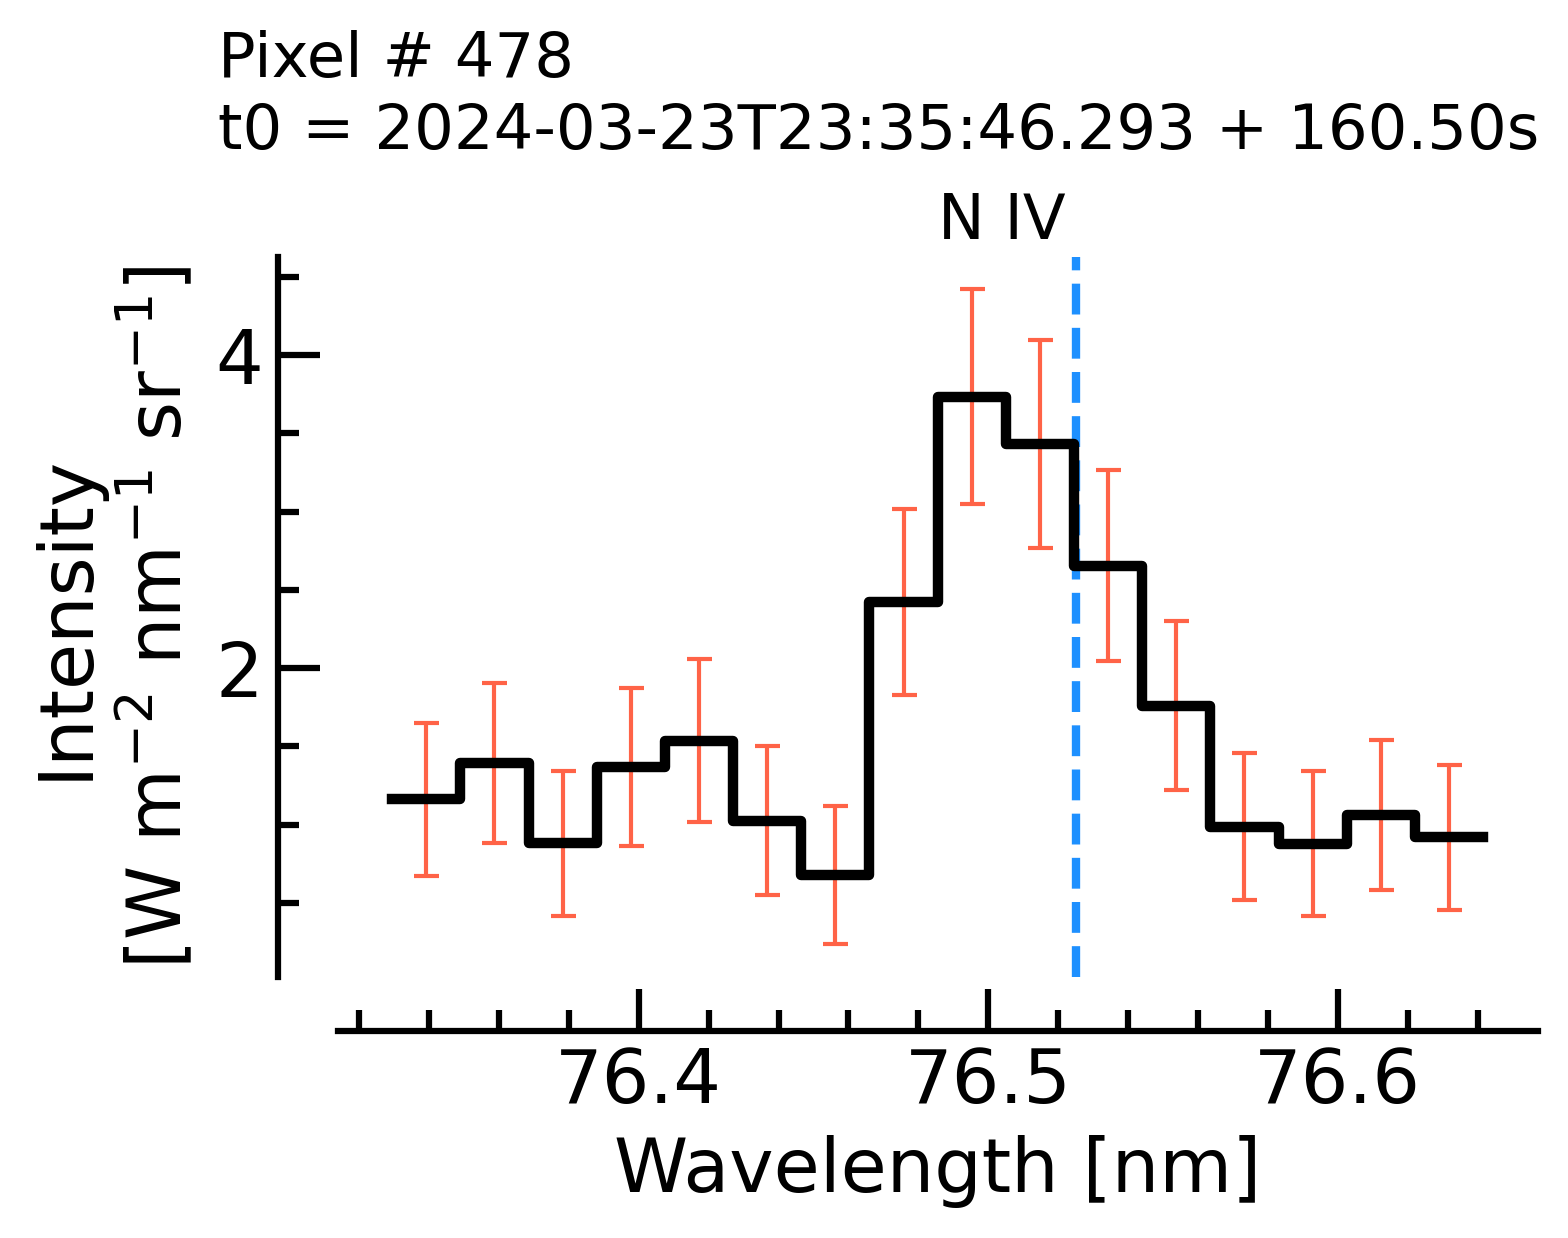 Pixel # 478
t0 = 2024-03-23T23:35:46.293 + 160.50s
N IV
Intensity
[W m⁻² nm⁻¹ sr⁻¹]
4
2
76.4 76.5 76.6
Wavelength [nm]